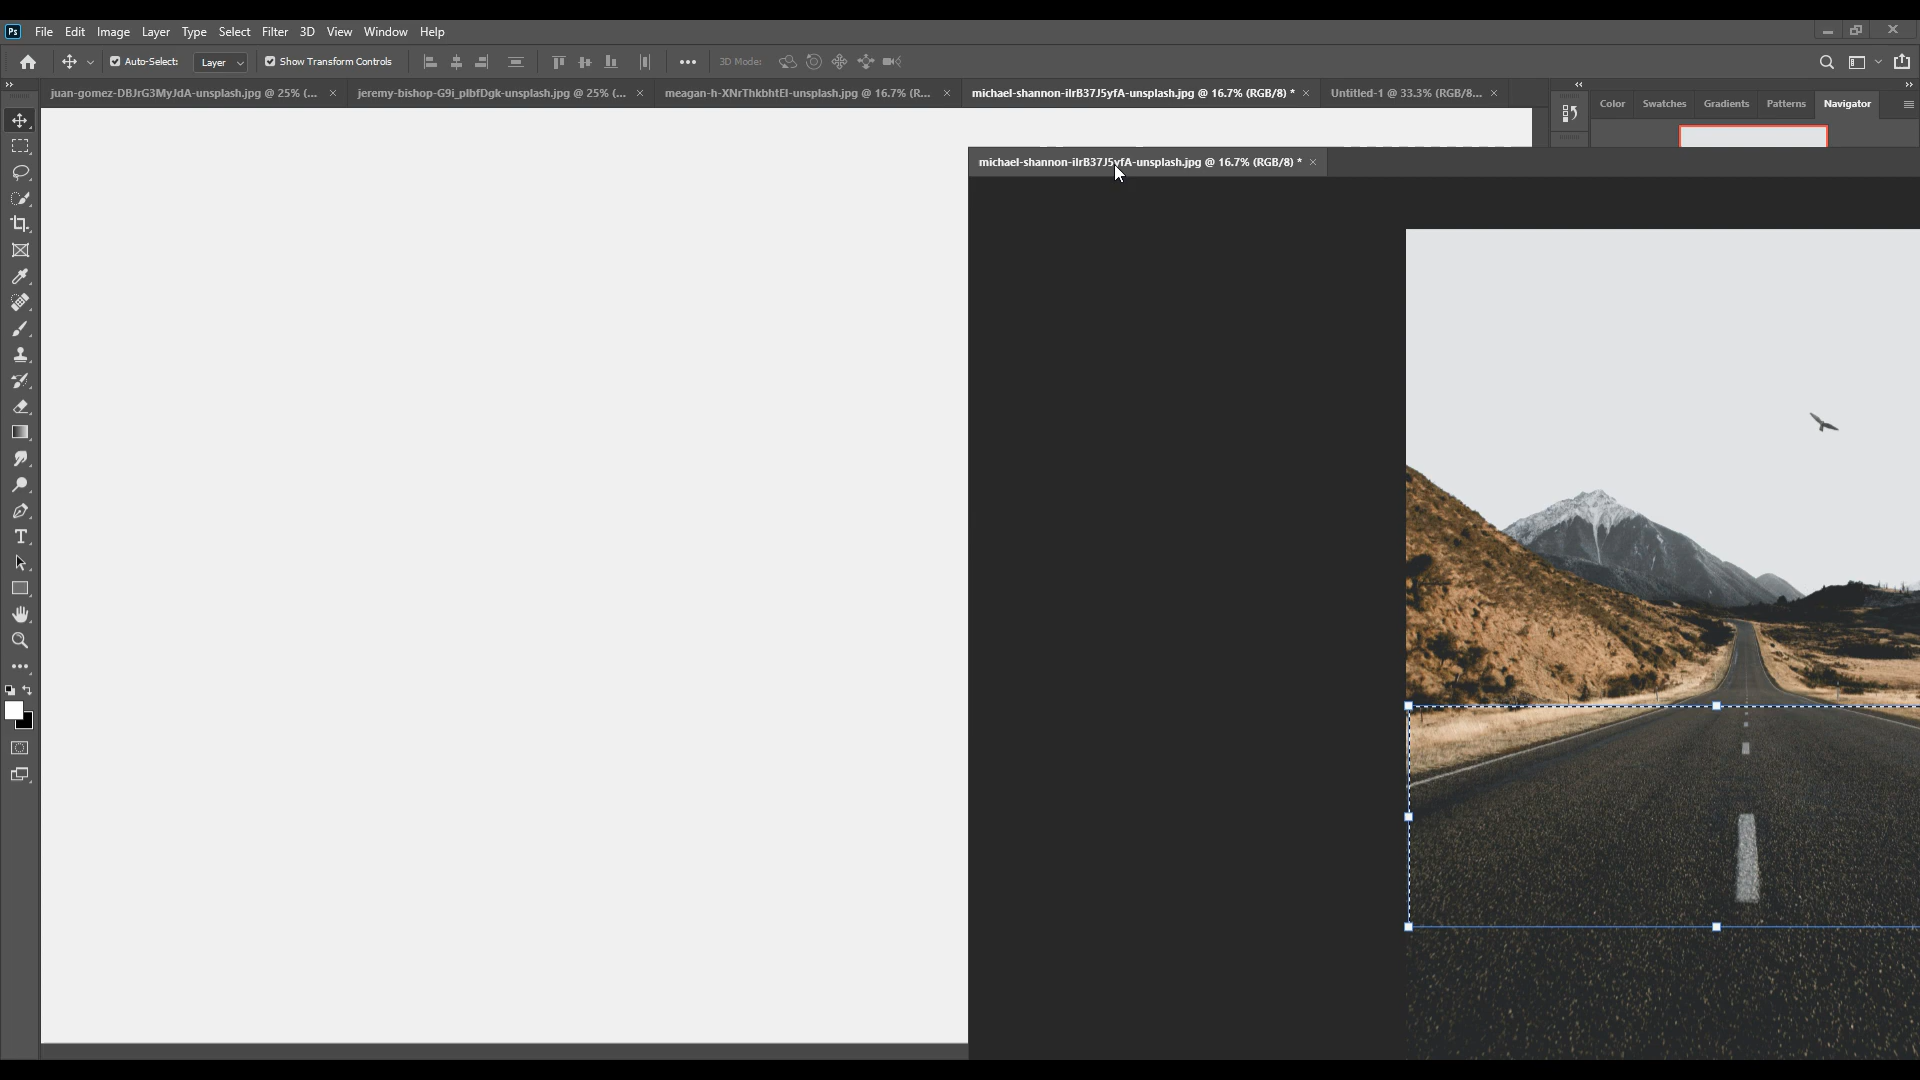 Ps File Edit Image Layer Type Select Filter 3D View Window Help
Auto-Select: Layer Show Transform Controls 3D Mode:
juan-gomez-DBJrG3MyJdA-unsplash.jpg @ 25% (... × jeremy-bishop-G9i_plbfDgk-unsplash.jpg @ 25% (... × meagan-h-XNrThkbhtEI-unsplash.jpg @ 16.7% (R... × michael-shannon-ilrB37J5yfA-unsplash.jpg @ 16.7% (RGB/8) * × Untitled-1 @ 33.3% (RGB/8... ×
Color Swatches Gradients Patterns Navigator
michael-shannon-ilrB37J5yfA-unsplash.jpg @ 16.7% (RGB/8) * ×